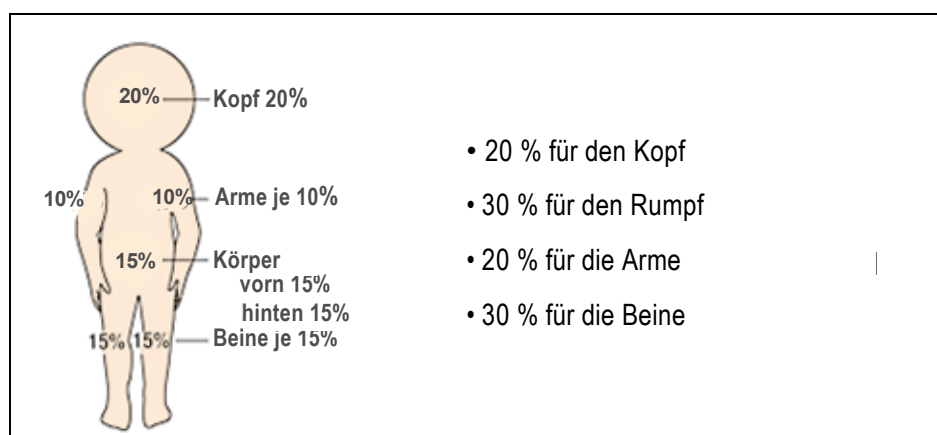 20%
Kopf 20%
10%
10%
Arme je 10%
15%
Körper
vorn 15%
hinten 15%
15%
15%
Beine je 15%
• 20 % für den Kopf
• 30 % für den Rumpf
• 20 % für die Arme
• 30 % für die Beine